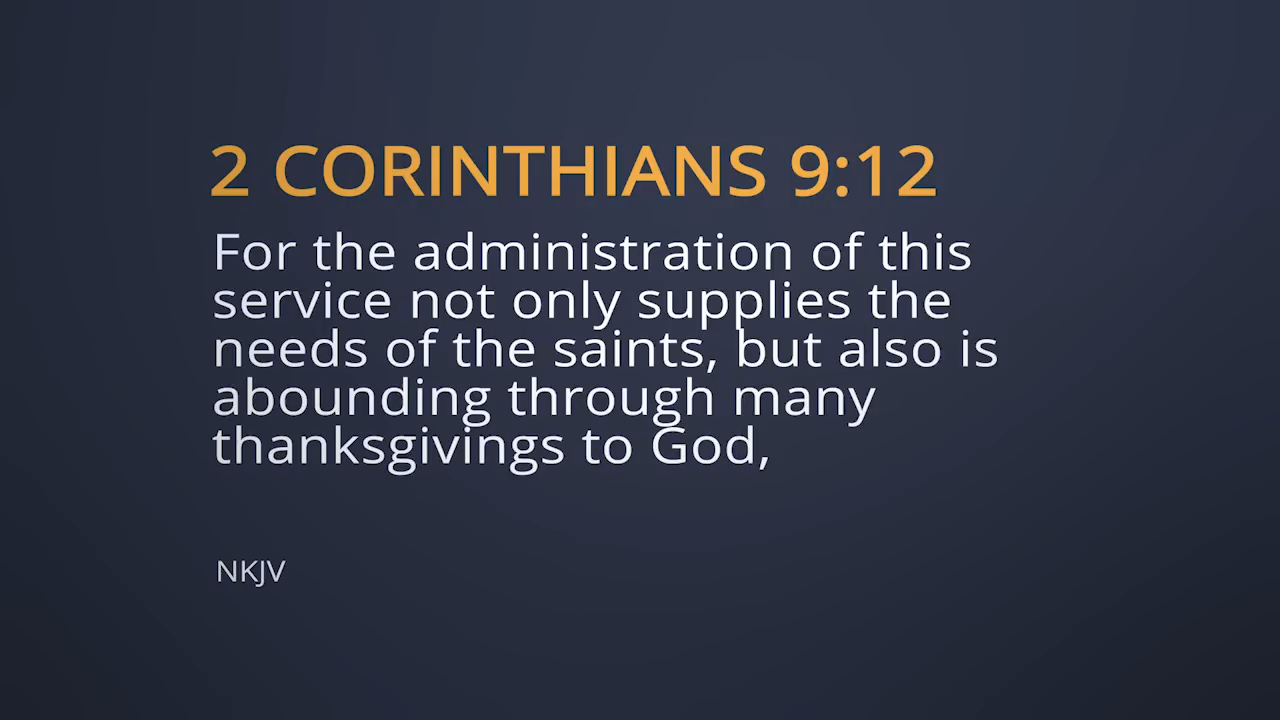 2 CORINTHIANS 9:12
For the administration of this
service not only supplies the
needs of the saints, but also is
abounding through many
thanksgivings to God,
NKJV